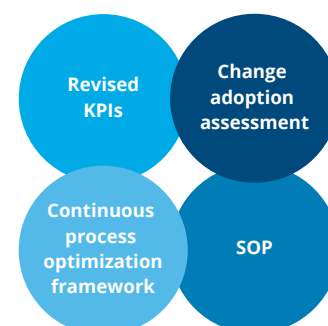 Revised
KPIs
Change
adoption
assessment
Continuous
process
optimization
framework
SOP